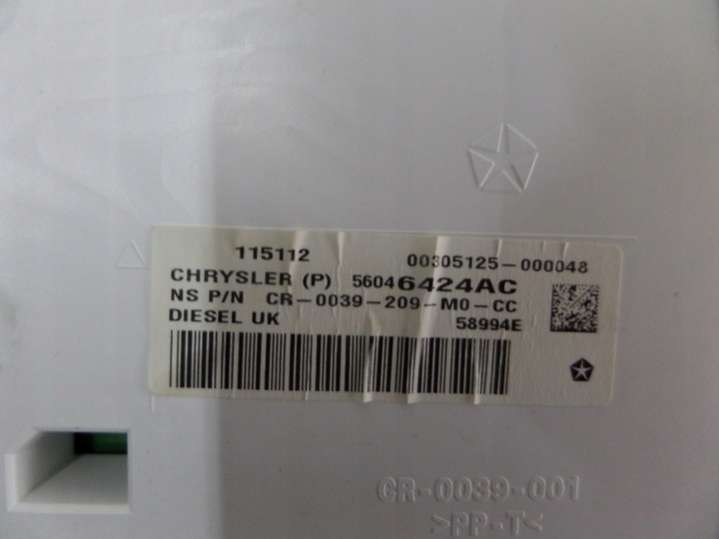 115112 00305125-000048
CHRYSLER (P) 56046424AC
NS P/N CR-0039-209-M0-CC
DIESEL UK 58994E
CR-0039-001
>PP-T<